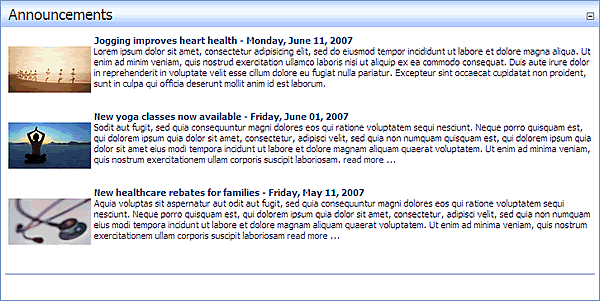 Announcements
Jogging improves heart health - Monday, June 11, 2007
Lorem ipsum dolor sit amet, consectetur adipisicing elit, sed do eiusmod tempor incididunt ut labore et dolore magna aliqua. Ut
enim ad minim veniam, quis nostrud exercitation ullamco laboris nisi ut aliquip ex ea commodo consequat. Duis aute irure dolor
in reprehenderit in voluptate velit esse cillum dolore eu fugiat nulla pariatur. Excepteur sint occaecat cupidatat non proident,
sunt in culpa qui officia deserunt mollit anim id est laborum.
New yoga classes now available - Friday, June 01, 2007
Sodit aut fugit, sed quia consequuntur magni dolores eos qui ratione voluptatem sequi nesciunt. Neque porro quisquam est,
qui dolorem ipsum quia dolor sit amet, consectetur, adipisci velit, sed quia non numquam quisquam est, qui dolorem ipsum quia
dolor sit amet eius modi tempora incidunt ut labore et dolore magnam aliquam quaerat voluptatem. Ut enim ad minima veniam,
quis nostrum exercitationem ullam corporis suscipit laboriosam. read more ...
New healthcare rebates for families - Friday, May 11, 2007
Aquia voluptas sit aspernatur aut odit aut fugit, sed quia consequuntur magni dolores eos qui ratione voluptatem sequi
nesciunt. Neque porro quisquam est, qui dolorem ipsum quia dolor sit amet, consectetur, adipisci velit, sed quia non numquam
eius modi tempora incidunt ut labore et dolore magnam aliquam quaerat voluptatem. Ut enim ad minima veniam, quis nostrum
exercitationem ullam corporis suscipit laboriosam read more ...